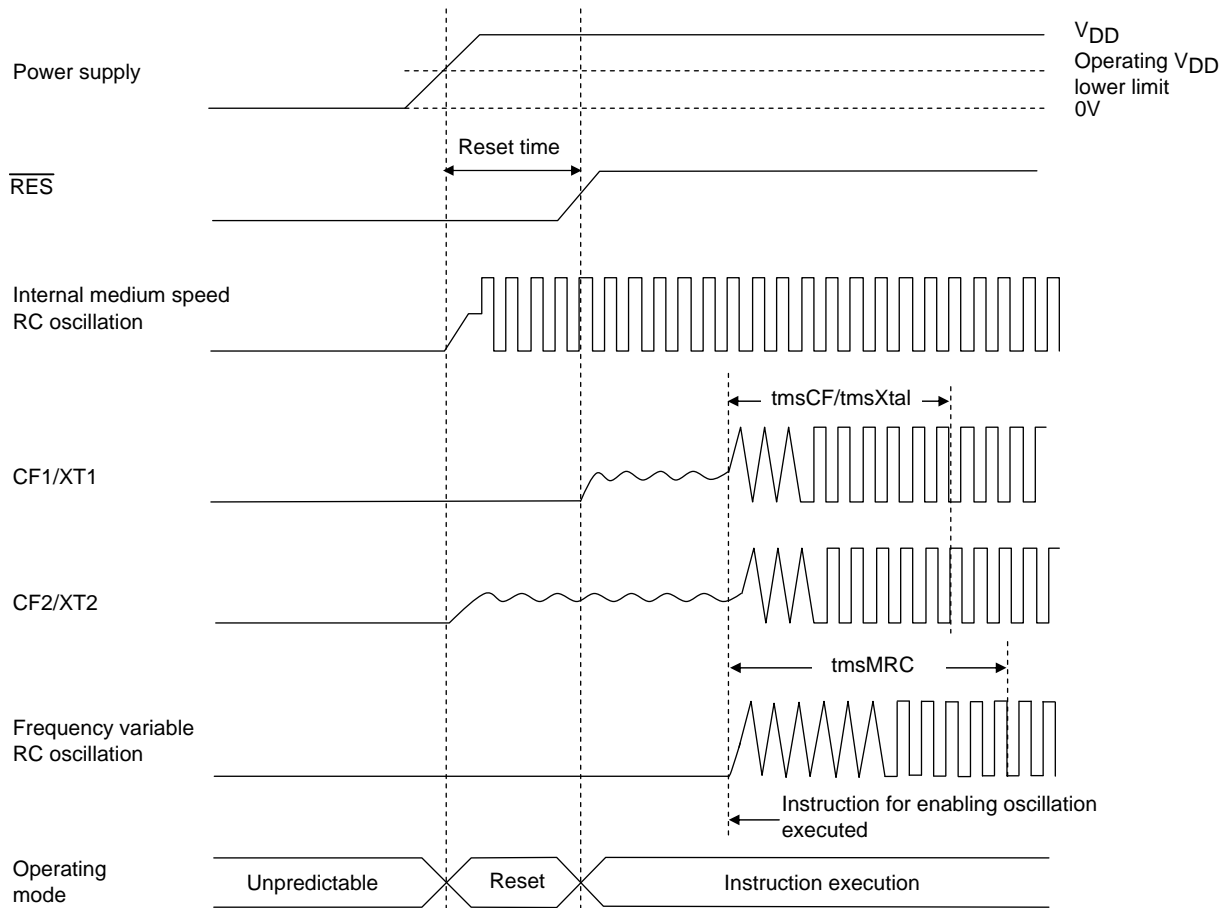 Power supply
VDD
Operating VDD
lower limit
0V
Reset time
RES
Internal medium speed
RC oscillation
tmsCF/tmsXtal
CF1/XT1
CF2/XT2
tmsMRC
Frequency variable
RC oscillation
Instruction for enabling oscillation
executed
Operating
mode
Unpredictable
Reset
Instruction execution